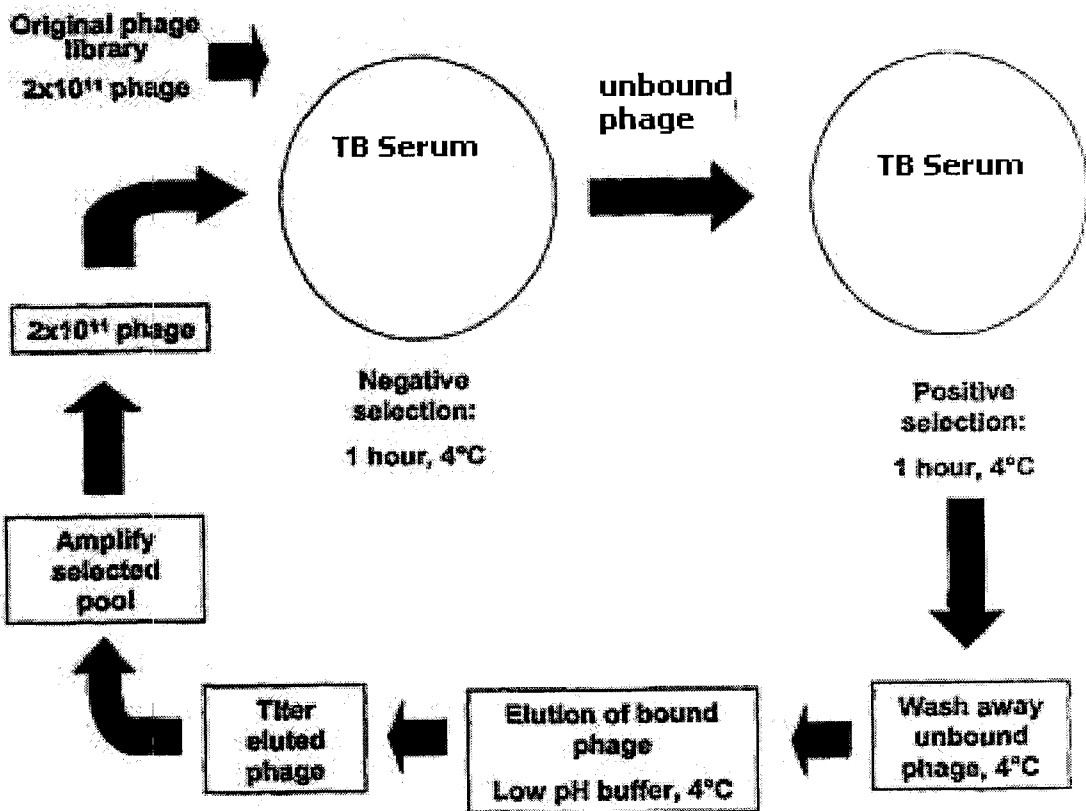 Original phage
library
2x10¹¹ phage
TB Serum
unbound
phage
TB Serum
2x10¹¹ phage
Negative
selection:
1 hour, 4°C
Positive
selection:
1 hour, 4°C
Amplify
selected
pool
Titer
eluted
phage
Elution of bound
phage
Low pH buffer, 4°C
Wash away
unbound
phage, 4°C